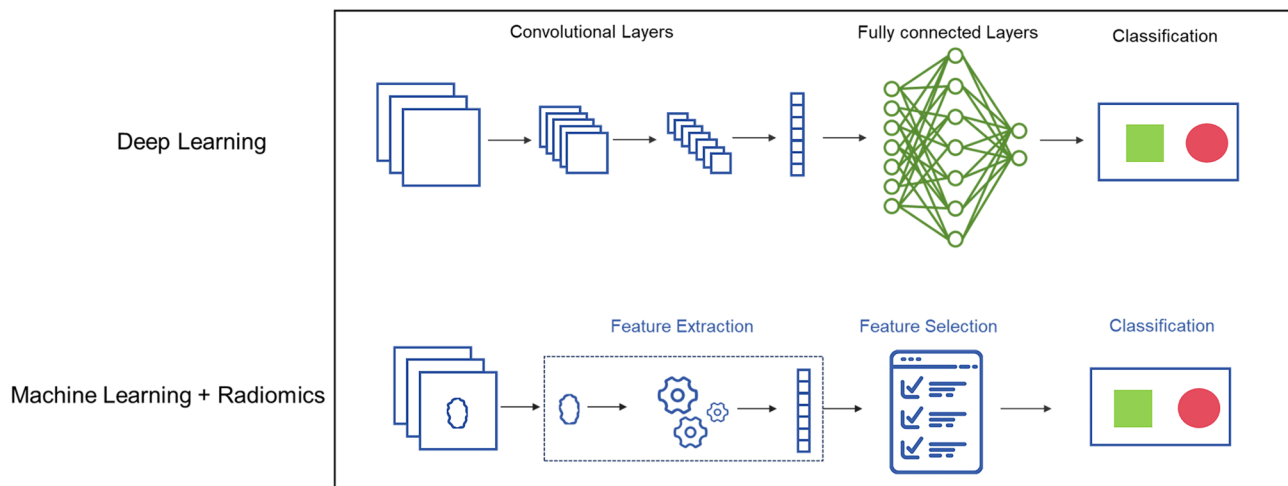 Convolutional Layers
Fully connected Layers
Classification
Deep Learning
Feature Extraction
Feature Selection
Classification
Machine Learning + Radiomics